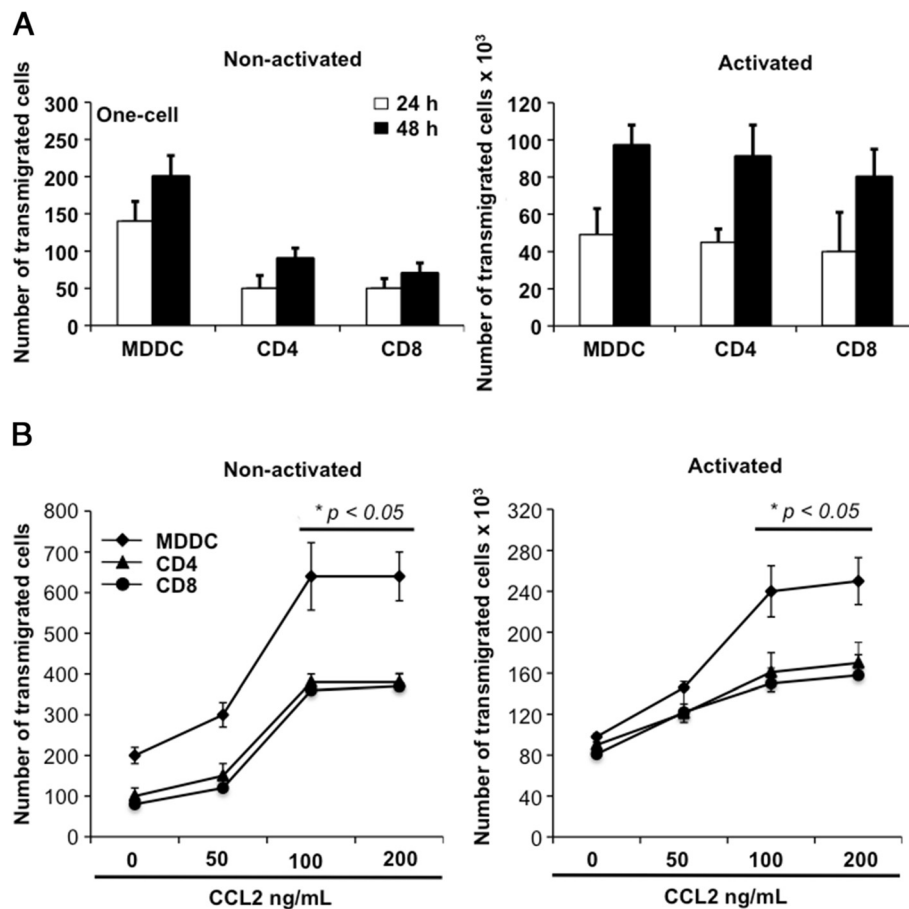 A
Non-activated
Number of transmigrated cells
300
250
200
150
100
50
0
One-cell
24 h
48 h
MDDC CD4 CD8
Activated
Number of transmigrated cells x 10³
120
100
80
60
40
20
0
MDDC CD4 CD8
B
Non-activated
Number of transmigrated cells
800
700
600
500
400
300
200
100
0
* p < 0.05
MDDC
CD4
CD8
0 50 100 200
CCL2 ng/mL
Activated
Number of transmigrated cells x 10³
320
280
240
200
160
120
80
40
0
* p < 0.05
0 50 100 200
CCL2 ng/mL